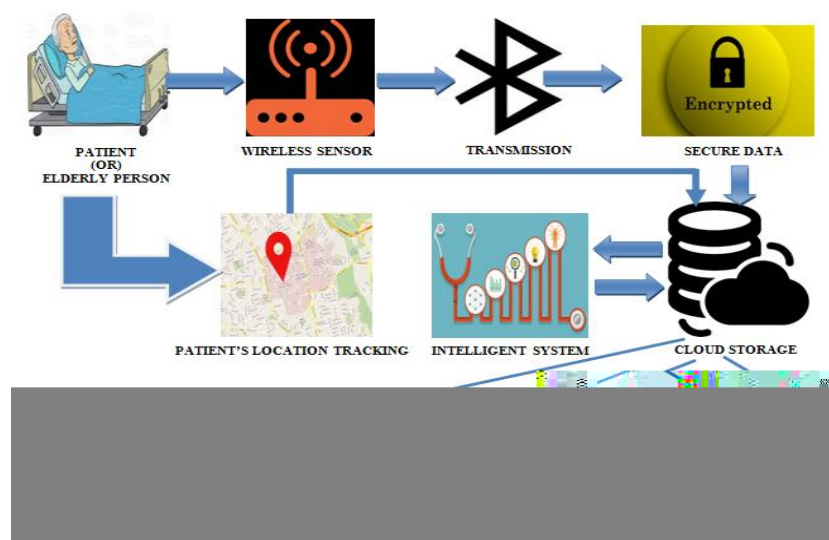 Encrypted
PATIENT
(OR)
ELDERLY PERSON
WIRELESS SENSOR
TRANSMISSION
SECURE DATA
PATIENT'S LOCATION TRACKING
INTELLIGENT SYSTEM
CLOUD STORAGE